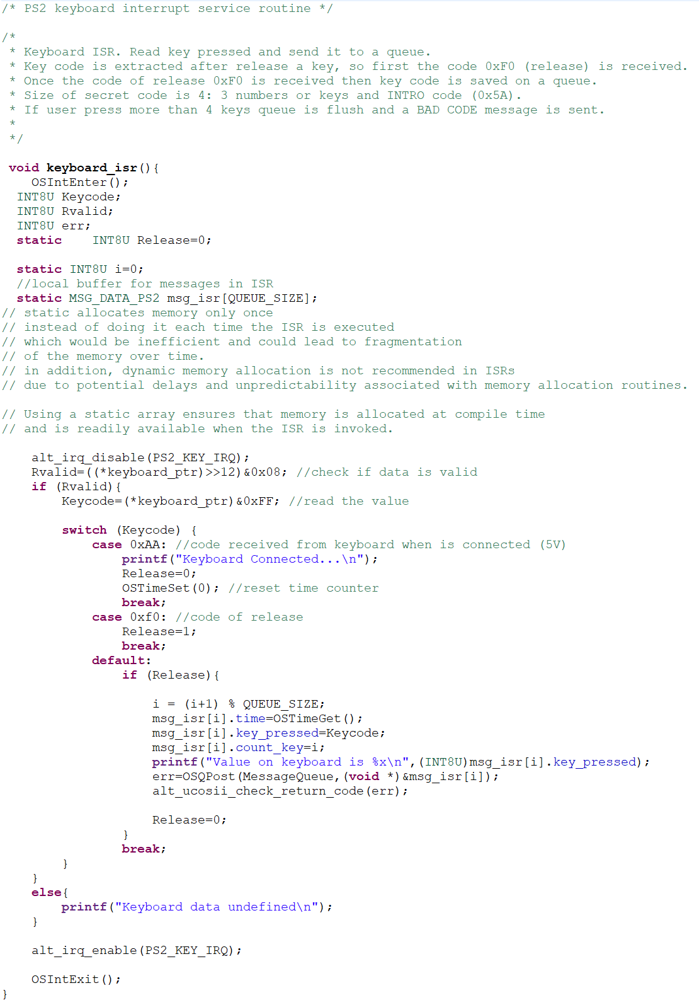 /* PS2 keyboard interrupt service routine */
/*
* Keyboard ISR. Read key pressed and send it to a queue.
* Key code is extracted after release a key, so first the code 0xF0 (release) is received.
* Once the code of release 0xF0 is received then key code is saved on a queue.
* Size of secret code is 4: 3 numbers or keys and INTRO code (0x5A).
* If user press more than 4 keys queue is flush and a BAD CODE message is sent.
*
*/
void keyboard_isr(){
OSIntEnter();
INT8U Keycode;
INT8U Rvalid;
INT8U err;
static    INT8U Release=0;
static INT8U i=0;
//local buffer for messages in ISR
static MSG_DATA_PS2 msg_isr[QUEUE_SIZE];
// static allocates memory only once
// instead of doing it each time the ISR is executed
// which would be inefficient and could lead to fragmentation
// of the memory over time.
// in addition, dynamic memory allocation is not recommended in ISRs
// due to potential delays and unpredictability associated with memory allocation routines.
// Using a static array ensures that memory is allocated at compile time
// and is readily available when the ISR is invoked.
alt_irq_disable(PS2_KEY_IRQ);
Rvalid=((*keyboard_ptr)>>12)&0x08; //check if data is valid
if (Rvalid){
Keycode=(*keyboard_ptr)&0xFF; //read the value
switch (Keycode) {
case 0xAA: //code received from keyboard when is connected (5V)
printf("Keyboard Connected...\n");
Release=0;
OSTimeSet(0); //reset time counter
break;
case 0xf0: //code of release
Release=1;
break;
default:
if (Release){
i = (i+1) % QUEUE_SIZE;
msg_isr[i].time=OSTimeGet();
msg_isr[i].key_pressed=Keycode;
msg_isr[i].count_key=i;
printf("Value on keyboard is %x\n",(INT8U)msg_isr[i].key_pressed);
err=OSQPost(MessageQueue,(void *)&msg_isr[i]);
alt_ucosii_check_return_code(err);
Release=0;
}
break;
}
}
else{
printf("Keyboard data undefined\n");
}
alt_irq_enable(PS2_KEY_IRQ);
OSIntExit();
}